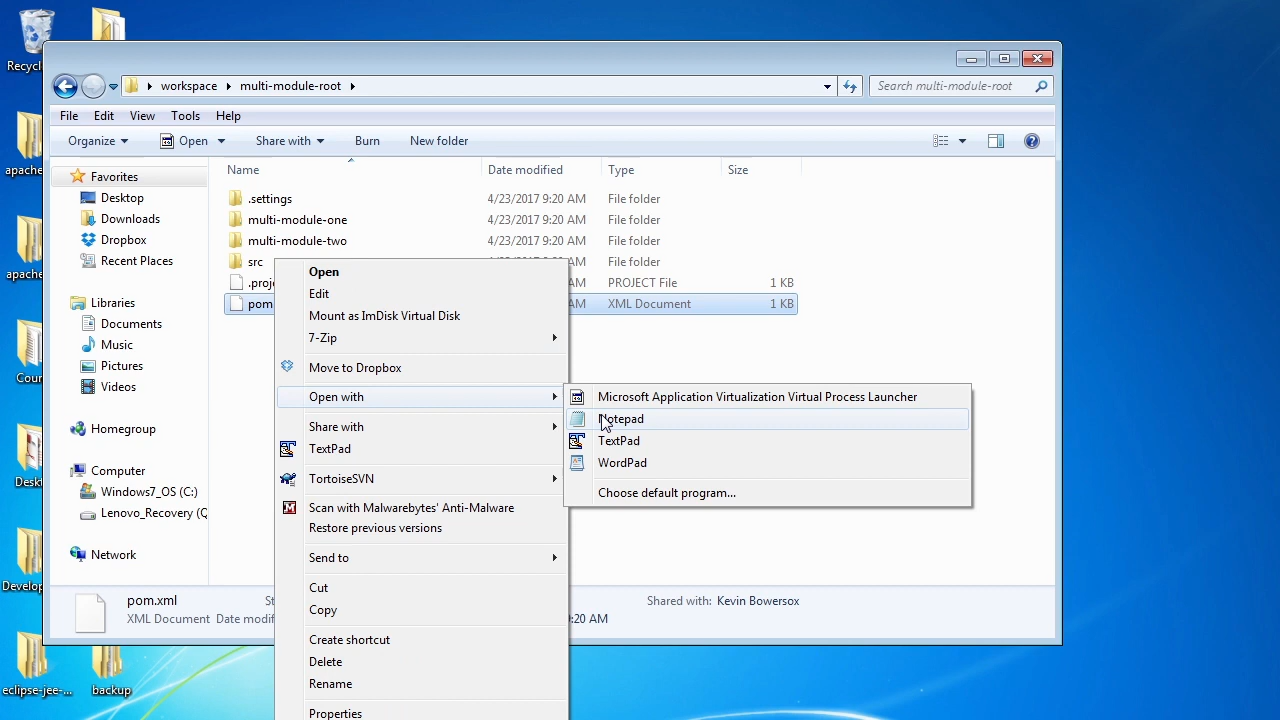 Recycl
workspace
multi-module-root
Search multi-module-root
File Edit View Tools Help
Organize Open Share with Burn New folder
Name Date modified Type Size
Favorites
Desktop
Downloads
Dropbox
Recent Places
Libraries
Documents
Music
Pictures
Videos
Homegroup
Computer
Windows7_OS (C:)
Lenovo_Recovery (Q
Network
.settings 4/23/2017 9:20 AM File folder
multi-module-one 4/23/2017 9:20 AM File folder
multi-module-two 4/23/2017 9:20 AM File folder
src File folder
.proj AM PROJECT File 1 KB
pom AM XML Document 1 KB
Open
Edit
Mount as ImDisk Virtual Disk
7-Zip
Move to Dropbox
Open with
Share with
TextPad
TortoiseSVN
Scan with Malwarebytes' Anti-Malware
Restore previous versions
Send to
Cut
Copy
Create shortcut
Delete
Rename
Properties
Microsoft Application Virtualization Virtual Process Launcher
Notepad
TextPad
WordPad
Choose default program...
pom.xml St
XML Document Date modif :20 AM
Shared with: Kevin Bowersox
apache
apache
Cour
Deskt
Develop
eclipse-jee-...
backup